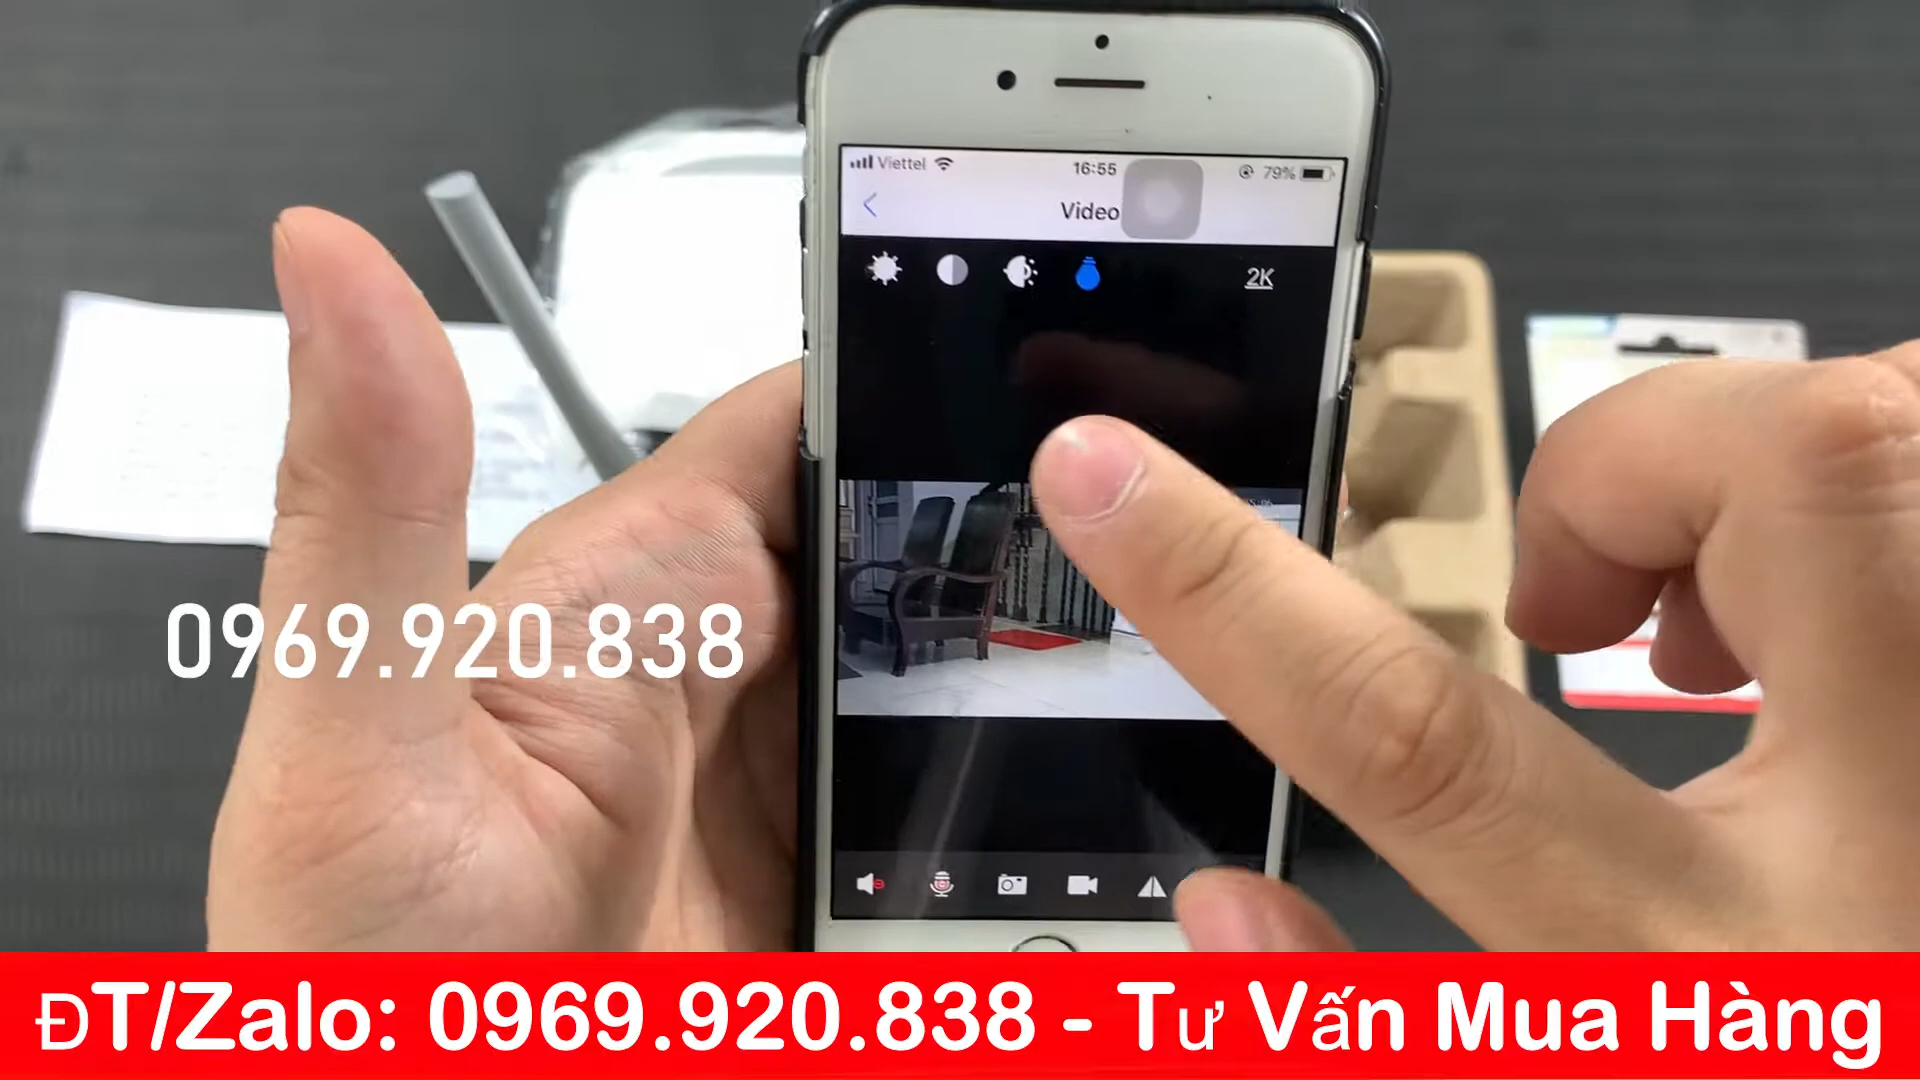 Viettel 16:55 79%
Video
2K
0969.920.838
ĐT/Zalo: 0969.920.838 - Tư Vấn Mua Hàng